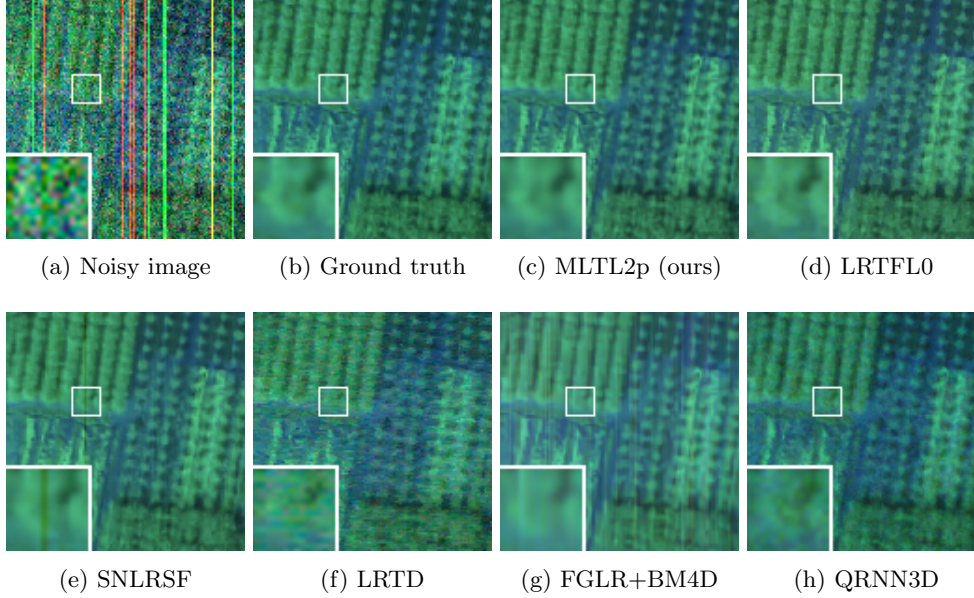 (a) Noisy image
(b) Ground truth
(c) MLTL2p (ours)
(d) LRTFL0
(e) SNLRSF
(f) LRTD
(g) FGLR+BM4D
(h) QRNN3D